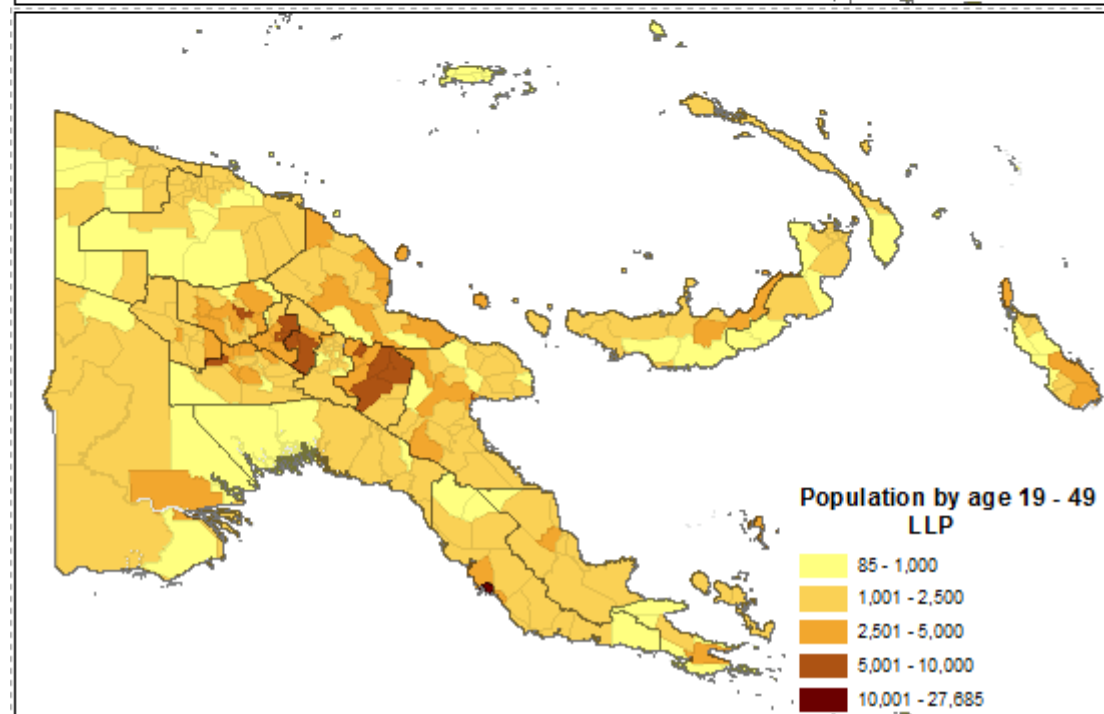 Population by age 19 - 49
LLP
85 - 1,000
1,001 - 2,500
2,501 - 5,000
5,001 - 10,000
10,001 - 27,685